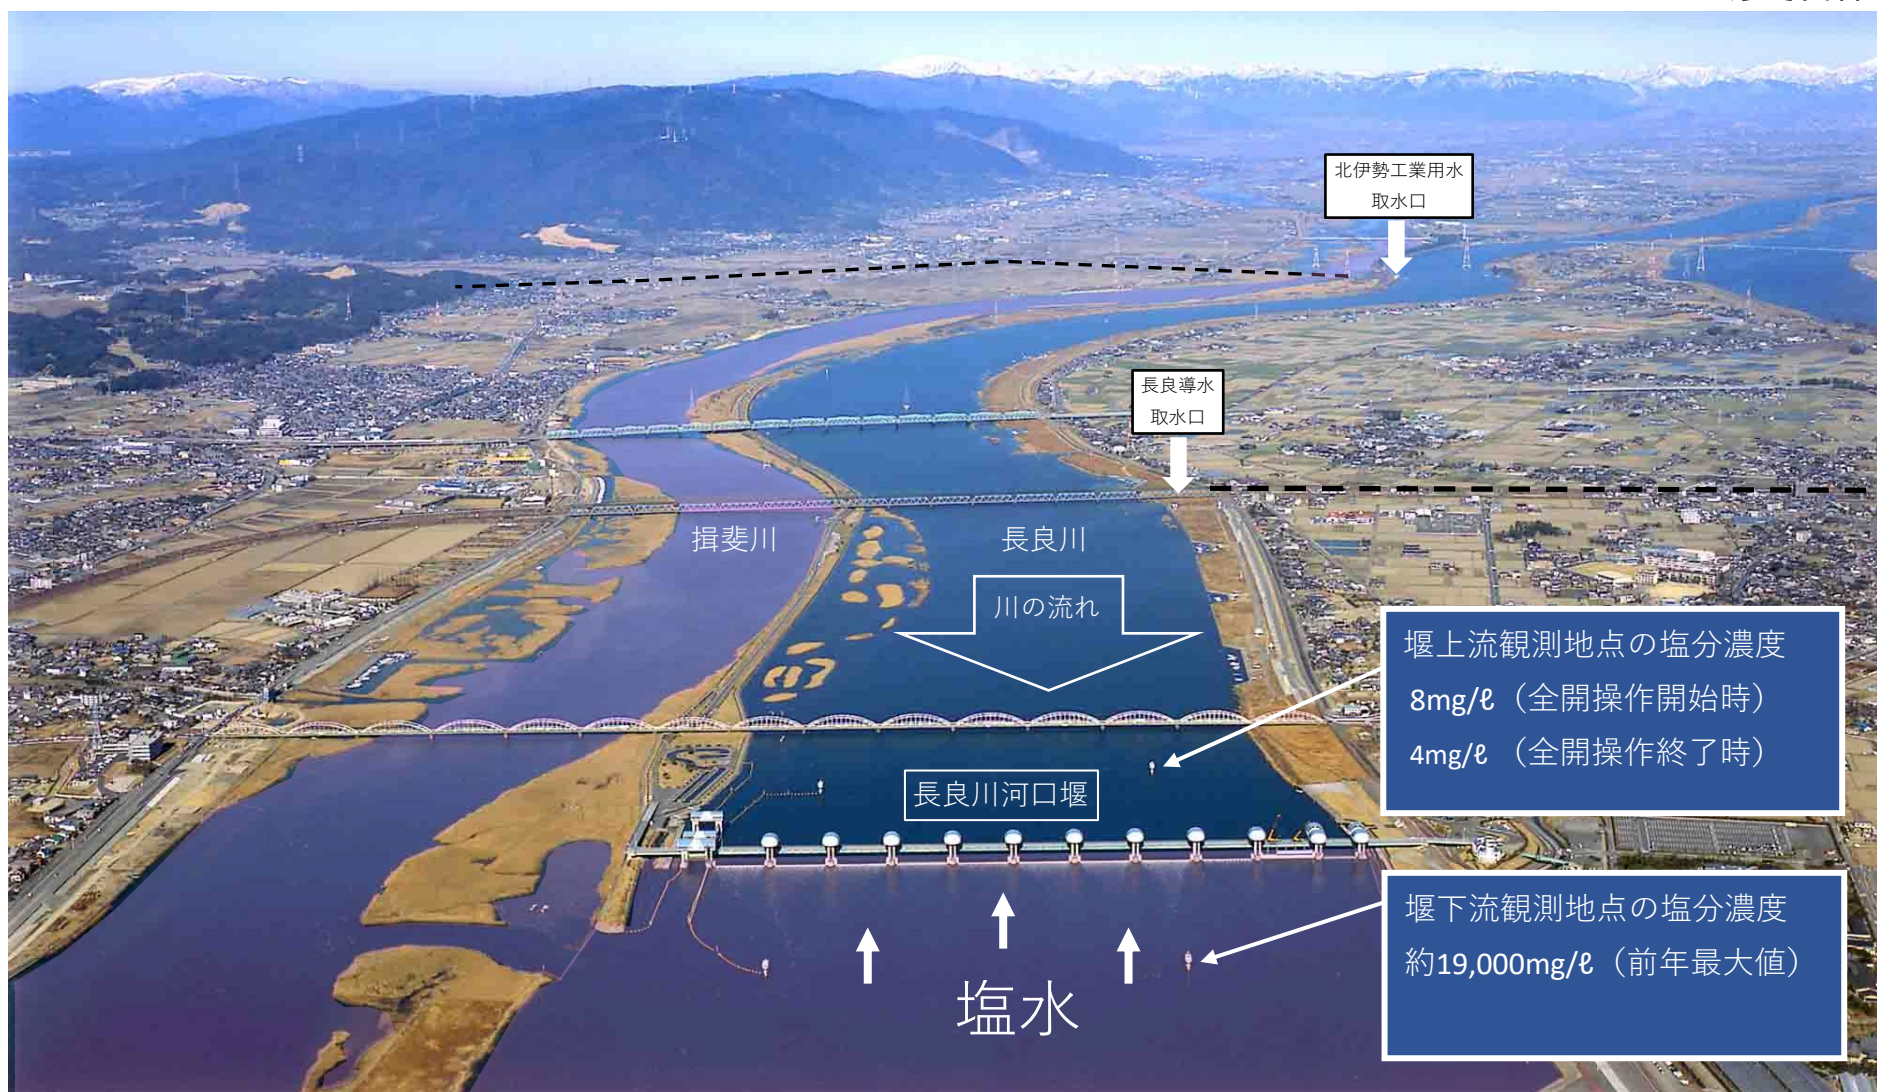 北伊勢工業用水
取水口
長良導水
取水口
揖斐川
長良川
川の流れ
堰上流観測地点の塩分濃度
8mg/ℓ（全開操作開始時）
4mg/ℓ（全開操作終了時）
長良川河口堰
堰下流観測地点の塩分濃度
約19,000mg/ℓ（前年最大値）
塩水